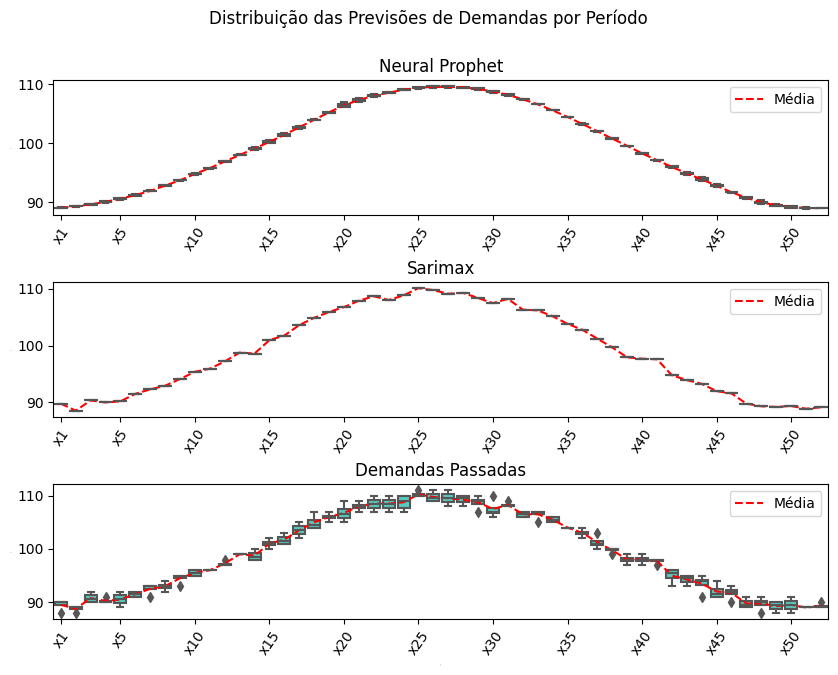 Distribuição das Previsões de Demandas por Período
Neural Prophet
110
100
90
Média
x1 x5 x10 x15 x20 x25 x30 x35 x40 x45 x50
Sarimax
110
100
90
Média
x1 x5 x10 x15 x20 x25 x30 x35 x40 x45 x50
Demandas Passadas
110
100
90
Média
x1 x5 x10 x15 x20 x25 x30 x35 x40 x45 x50